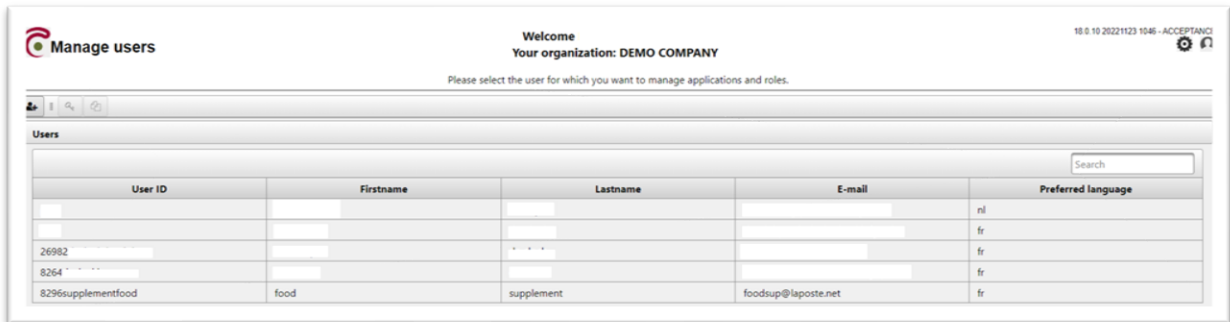 Manage users
Welcome
Your organization: DEMO COMPANY
18.0.10 20221123 1046 - ACCEPTANC
Please select the user for which you want to manage applications and roles.
Users
Search
User ID Firstname Lastname E-mail Preferred language
nl
fr
26982 fr
8264 fr
8296supplementfood food supplement foodsup@laposte.net fr